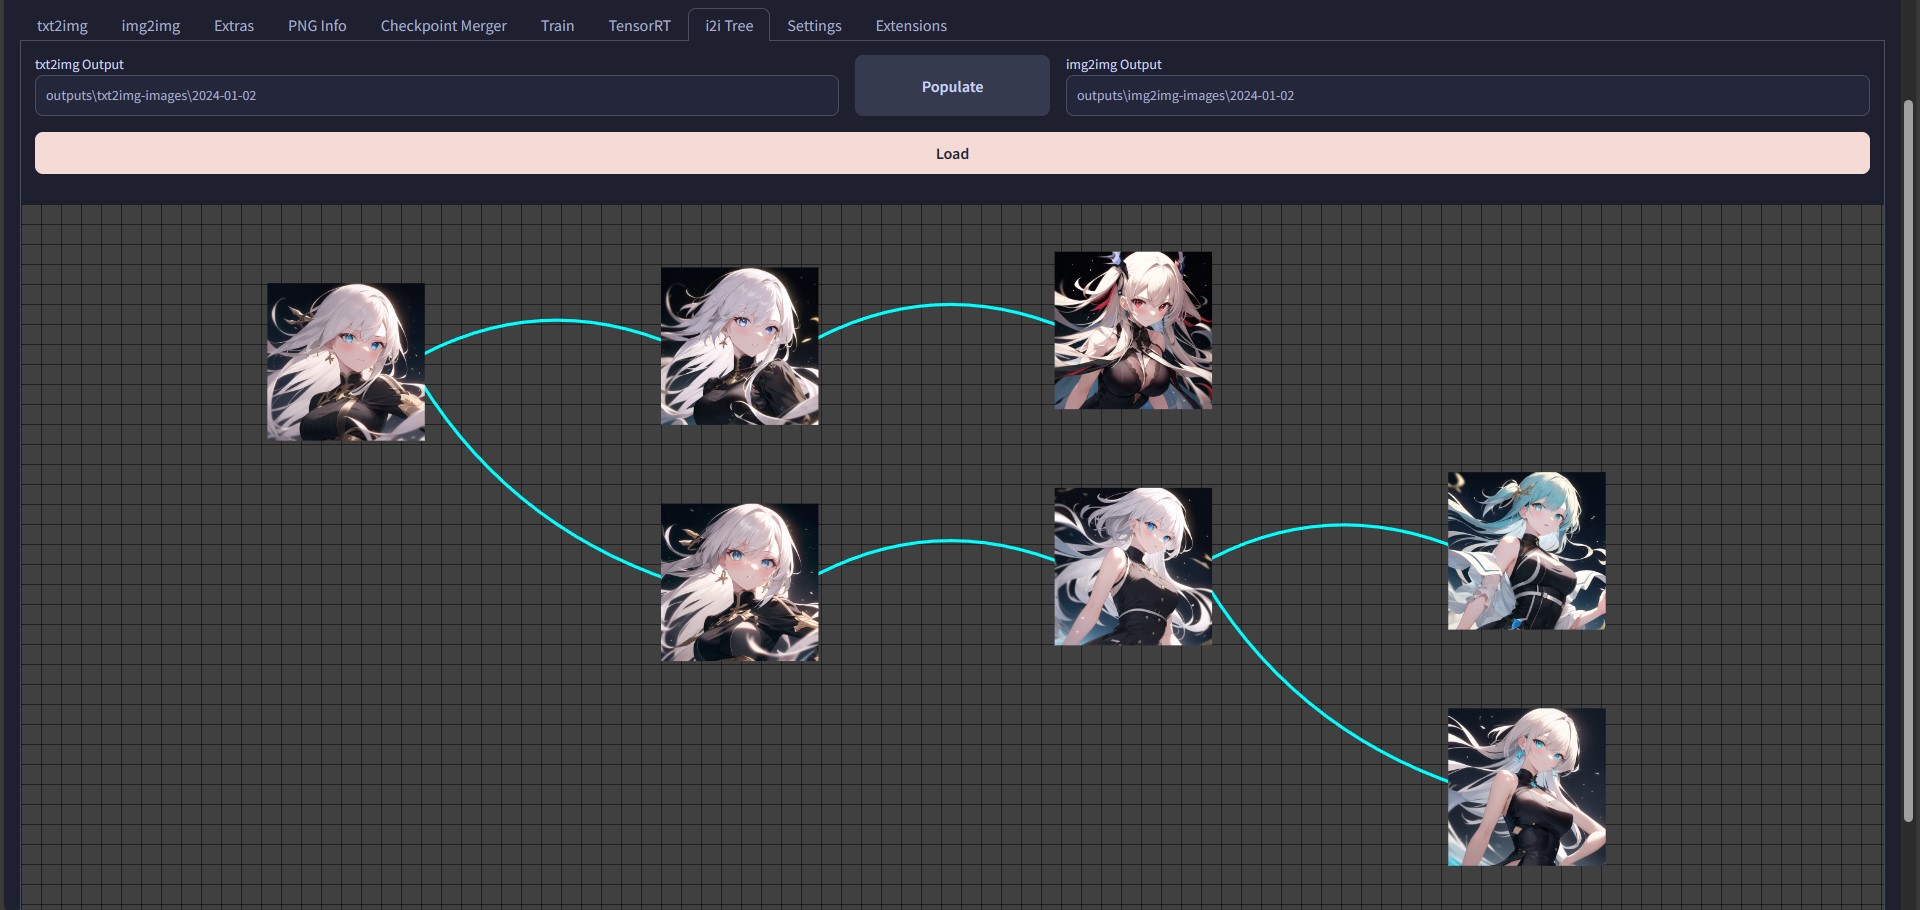 txt2img img2img Extras PNG Info Checkpoint Merger Train TensorRT i2i Tree Settings Extensions
txt2img Output
outputs\txt2img-images\2024-01-02
Populate
img2img Output
outputs\img2img-images\2024-01-02
Load